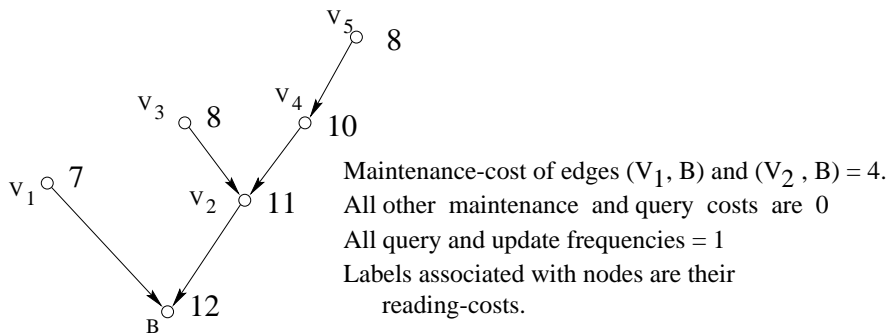 V5 8
V3 8
V4 10
V1 7
V2 11
B 12
Maintenance-cost of edges (V1, B) and (V2 , B) = 4.
All other maintenance and query costs are 0
All query and update frequencies = 1
Labels associated with nodes are their
reading-costs.